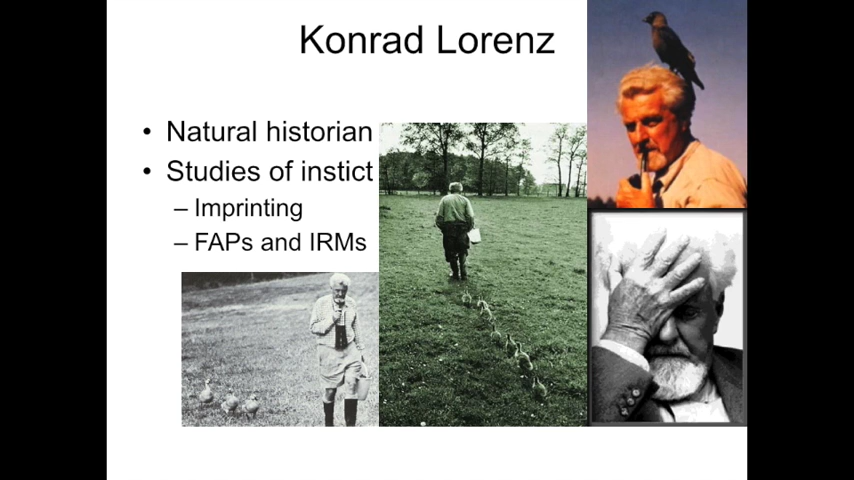 Konrad Lorenz
• Natural historian
• Studies of instict
– Imprinting
– FAPs and IRMs